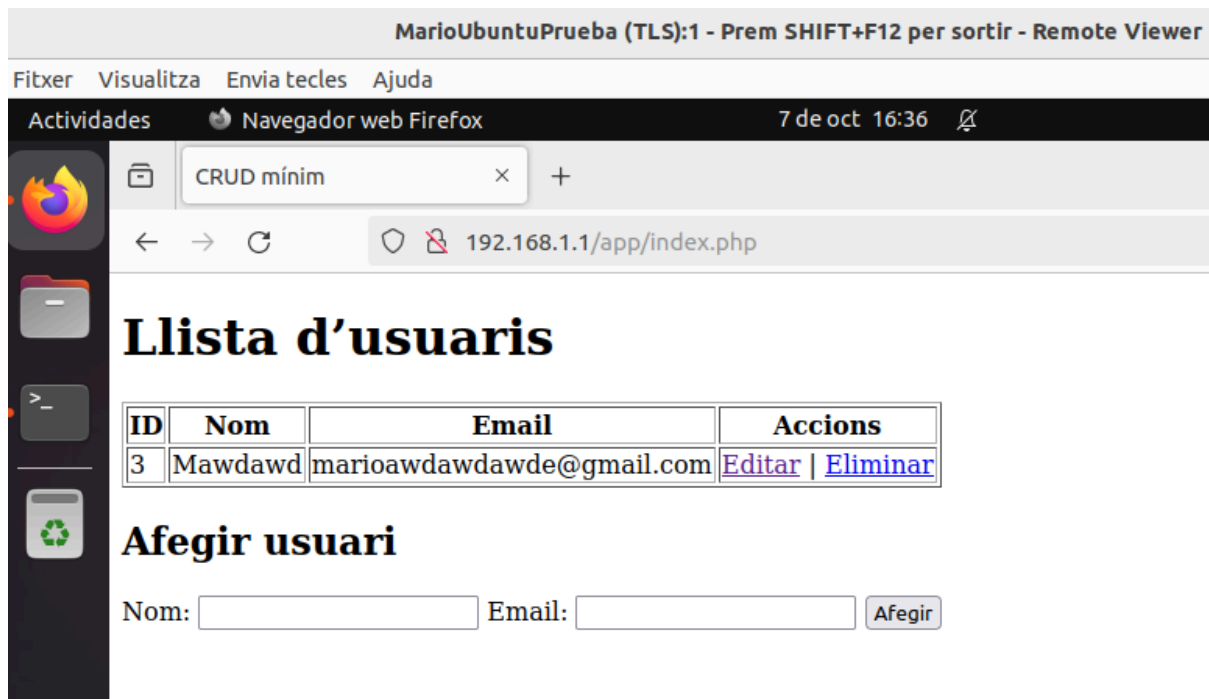 MarioUbuntuPrueba (TLS):1 - Prem SHIFT+F12 per sortir - Remote Viewer
Fitxer Visualitza Envia tecles Ajuda
Actividades Navegador web Firefox 7 de oct 16:36
CRUD mínim
192.168.1.1/app/index.php
Llista d’usuaris
ID Nom Email Accions
3 Mawdawd marioawdawdawde@gmail.com Editar | Eliminar
Afegir usuari
Nom: Email: Afegir